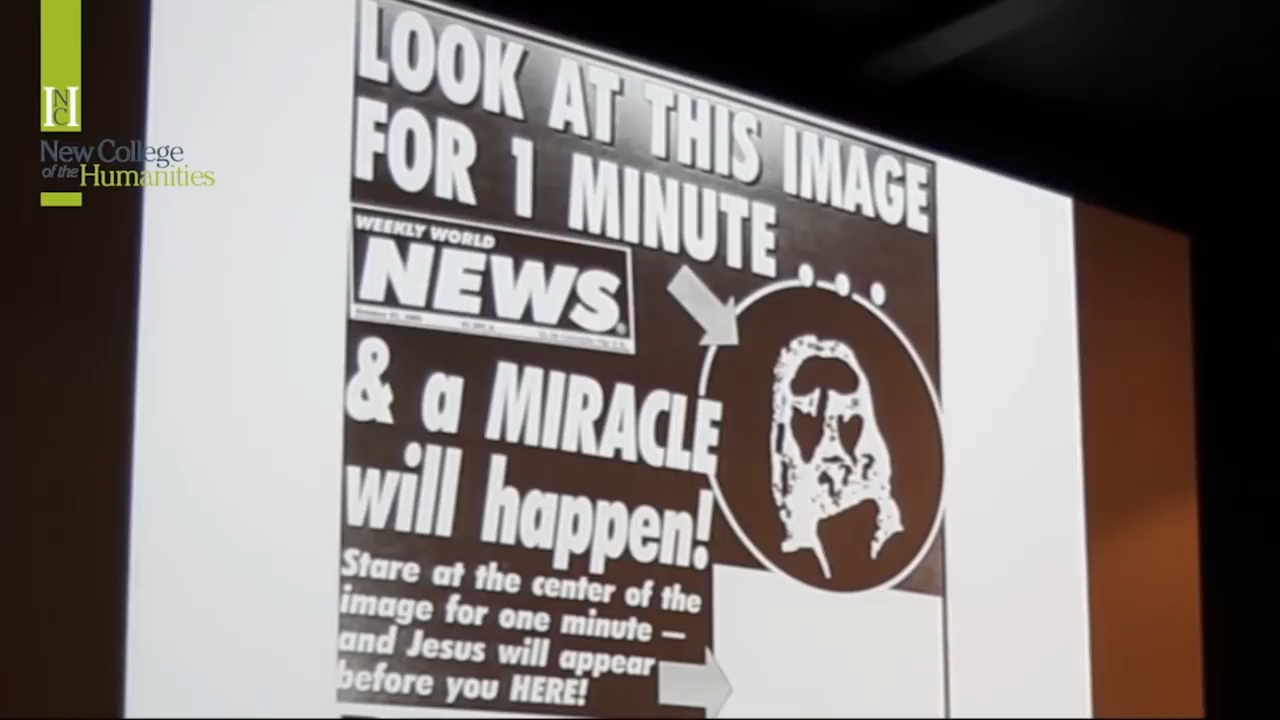 NCH
New College
of the Humanities
LOOK AT THIS IMAGE
FOR 1 MINUTE . . .
WEEKLY WORLD
NEWS
& a MIRACLE
will happen!
Stare at the center of the
image for one minute –
and Jesus will appear
before you HERE!